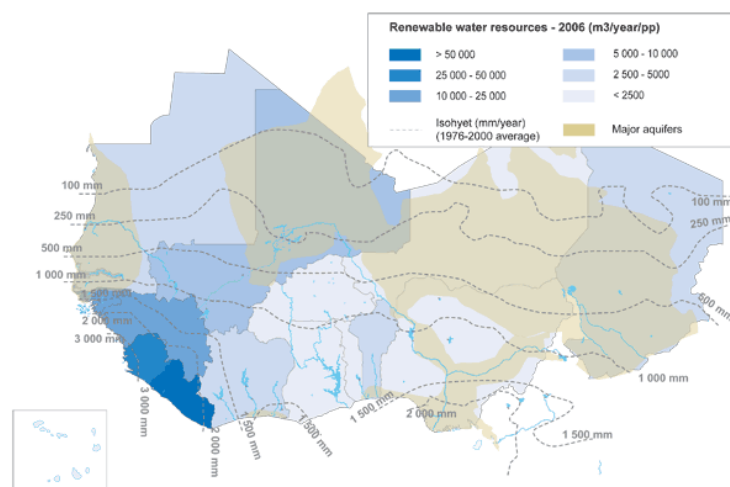 Renewable water resources - 2006 (m3/year/pp)
> 50 000
5 000 - 10 000
25 000 - 50 000
2 500 - 5000
10 000 - 25 000
< 2500
Isohyet (mm/year)
(1976-2000 average)
Major aquifers
100 mm
250 mm
500 mm
1 000 mm
2 000 mm
3 000 mm
100 mm
250 mm
500 mm
1 000 mm
3 000 mm
2 000 mm
1 500 mm
1 500 mm
2 000 mm
1 500 mm